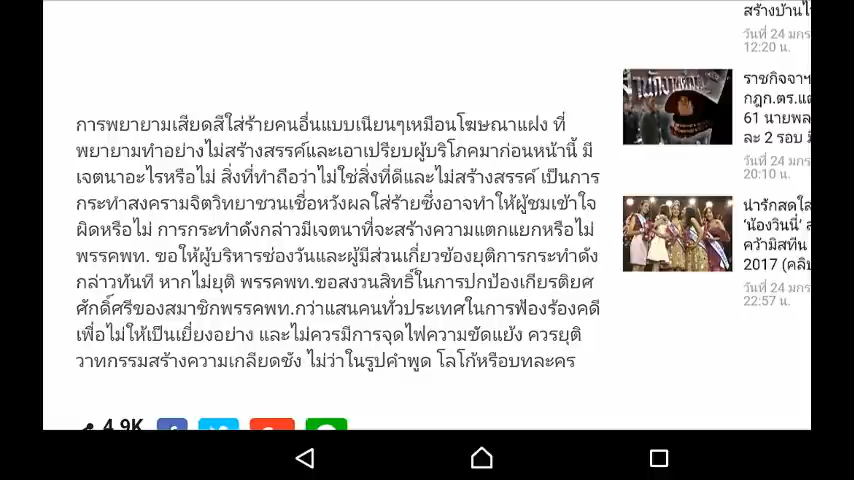 การพยายามเสียดสีใส่ร้ายคนอื่นแบบเนียนๆเหมือนโฆษณาแฝง ที่
พยายามทำอย่างไม่สร้างสรรค์และเอาเปรียบผู้บริโภคมาก่อนหน้านี้ มี
เจตนาอะไรหรือไม่ สิ่งที่ทำถือว่าไม่ใช่สิ่งที่ดีและไม่สร้างสรรค์ เป็นการ
กระทำสงครามจิตวิทยาชวนเชื่อหวังผลใส่ร้ายซึ่งอาจทำให้ผู้ชมเข้าใจ
ผิดหรือไม่ การกระทำดังกล่าวมีเจตนาที่จะสร้างความแตกแยกหรือไม่
พรรคพท. ขอให้ผู้บริหารช่องวันและผู้มีส่วนเกี่ยวข้องยุติการกระทำดัง
กล่าวทันที หากไม่ยุติ พรรคพท.ขอสงวนสิทธิ์ในการปกป้องเกียรติยศ
ศักดิ์ศรีของสมาชิกพรรคพท.กว่าแสนคนทั่วประเทศในการฟ้องร้องคดี
เพื่อไม่ให้เป็นเยี่ยงอย่าง และไม่ควรมีการจุดไฟความขัดแย้ง ควรยุติ
วาทกรรมสร้างความเกลียดชัง ไม่ว่าในรูปคำพูด โลโก้หรือบทละคร
4.9K
สร้างบ้าน
วันที่ 24 มกร
12:20 น.
ราชกิจจาฯ
กฎก.ตร.แต
61 นายพล
ละ 2 รอบ
วันที่ 24 มกร
20:10 น.
น่ารักสดใส
'น้องวินนี่'
คว้ามิสทีน
2017 (คลิป
วันที่ 24 มกร
22:57 น.